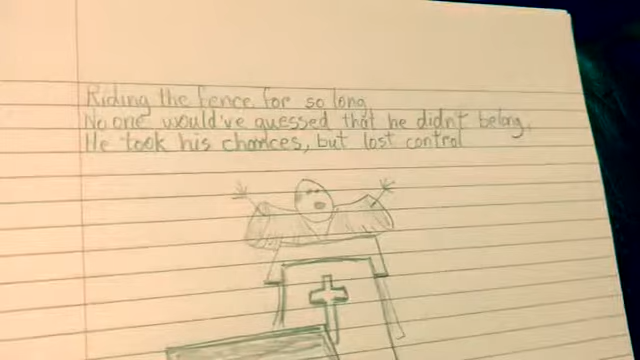 Riding the fence for so long
No one would've guessed that he didn't belong,
He took his chances, but lost control